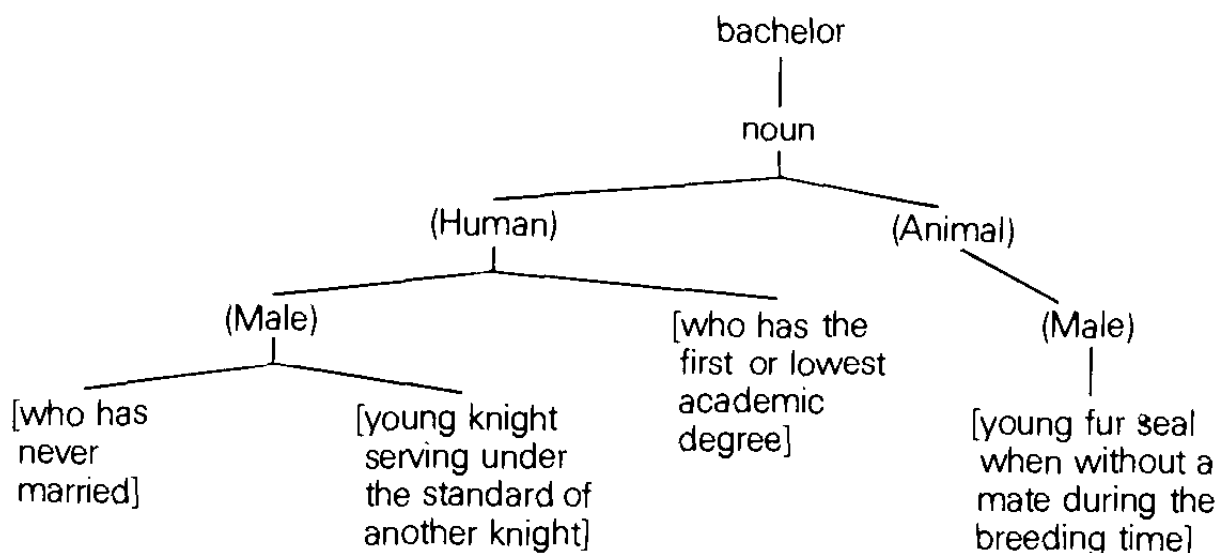 bachelor
noun
(Human)
(Animal)
(Male)
(Male)
[who has
never
married]
[young knight
serving under
the standard of
another knight]
[who has the
first or lowest
academic
degree]
[young fur seal
when without a
mate during the
breeding time]